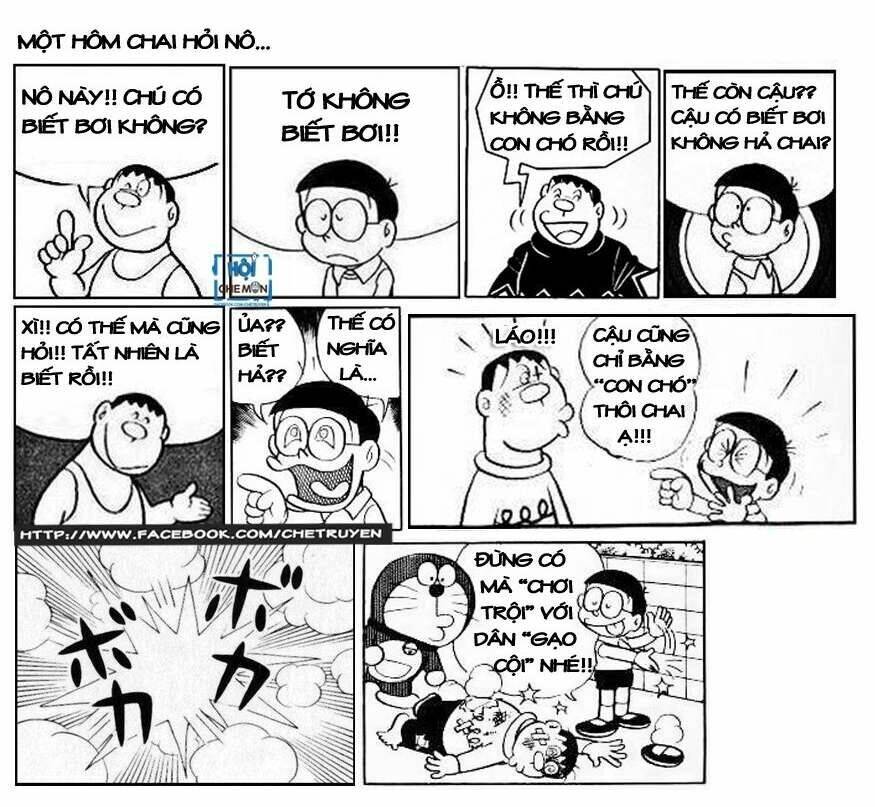 MỘT HÔM CHAI HỎI NÔ...
NÔ NÀY!! CHÚ CÓ
BIẾT BƠI KHÔNG?
TỚ KHÔNG
BIẾT BƠI!!
Ồ!! THẾ THÌ CHÚ
KHÔNG BẰNG
CON CHÓ RỒI!!
THẾ CÒN CẬU??
CẬU CÓ BIẾT BƠI
KHÔNG HẢ CHAI?
HỘI
CHẾ MÔN
XÌ!! CÓ THẾ MÀ CŨNG
HỎI!! TẤT NHIÊN LÀ
BIẾT RỒI!!
ỦA??
BIẾT
HẢ??
THẾ CÓ
NGHĨA
LÀ...
LÁO!!!
CẬU CŨNG
CHỈ BẰNG
“CON CHÓ”
THÔI CHAI
Ạ!!!
HTTP://WWW.FACEBOOK.COM/CHETRUYEN
ボカ
ボカ
ĐỪNG CÓ
MÀ “CHƠI
TRỘI” VỚI
DÂN “GẠO
CỘI” NHÉ!!